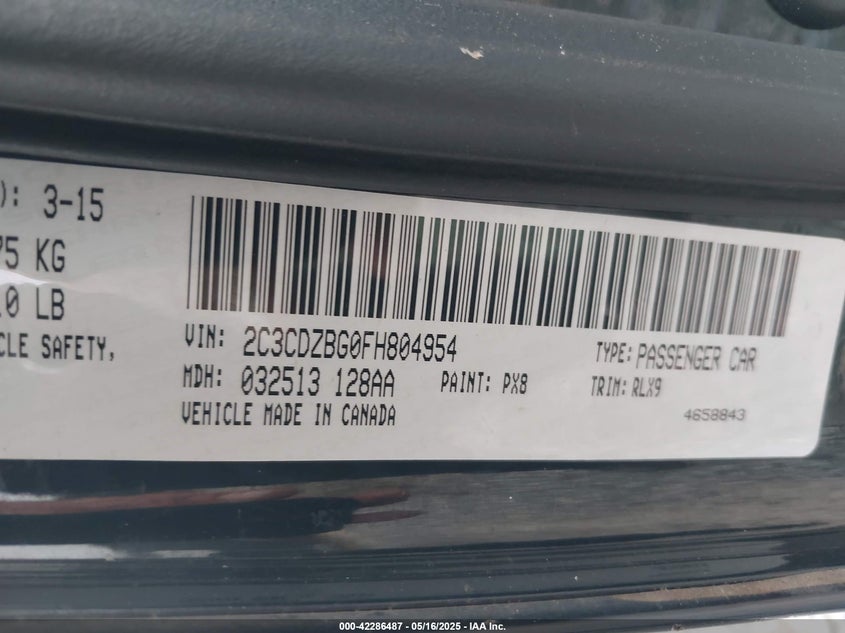 ): 3-15
75 KG
10 LB
CLE SAFETY,
VIN: 2C3CDZBG0FH804954
TYPE: PASSENGER CAR
MDH: 032513 128AA
PAINT: PX8
TRIM: RLX9
VEHICLE MADE IN CANADA
4658843
000-42286487 - 05/16/2025 - IAA Inc.